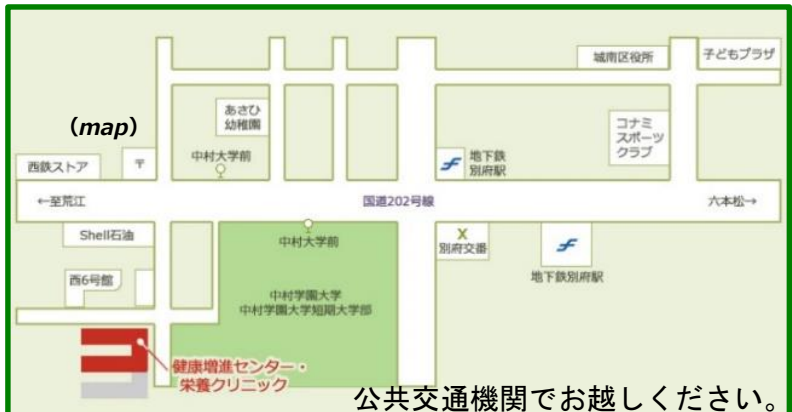 城南区役所
子どもプラザ
(map)
あさひ
幼稚園
コナミ
スポーツ
クラブ
西鉄ストア
〒
中村大学前
地下鉄
別府駅
←至荒江
国道202号線
六本松→
Shell石油
中村大学前
X
別府交番
地下鉄別府駅
西6号館
中村学園大学
中村学園大学短期大学部
健康増進センター・
栄養クリニック
公共交通機関でお越しください。